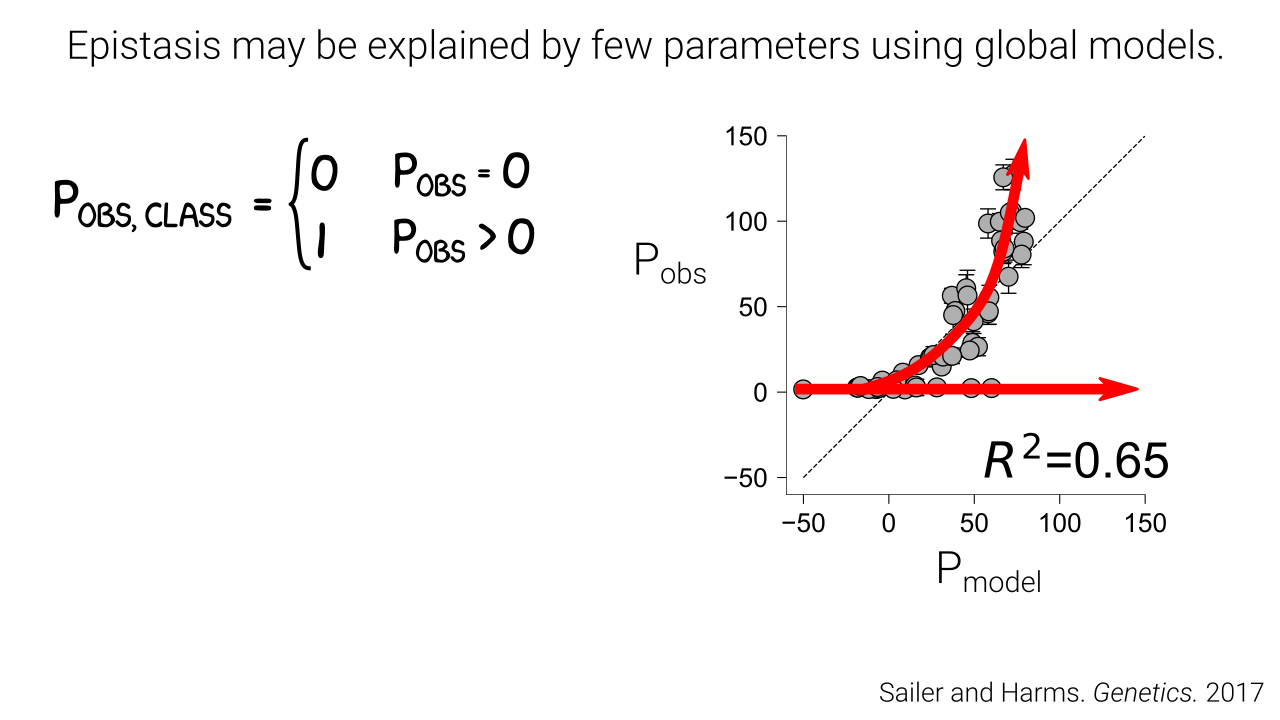 Epistasis may be explained by few parameters using global models.
P_OBS, CLASS = { 0 P_OBS = 0
1 P_OBS > 0
P_obs
150
100
50
0
−50
R²=0.65
−50 0 50 100 150
P_model
Sailer and Harms. Genetics. 2017